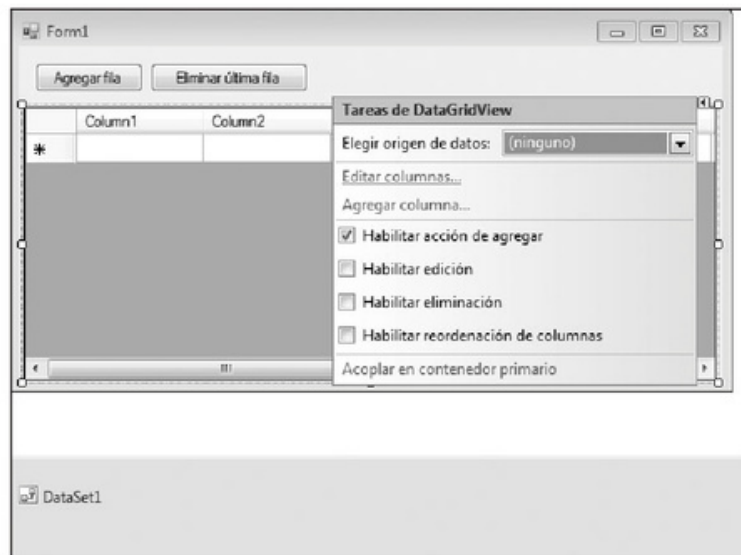 Form1
Agregar fila
Eliminar última fila
Column1
Column2
Tareas de DataGridView
Elegir origen de datos: (ninguno)
Editar columnas...
Agregar columna...
Habilitar acción de agregar
Habilitar edición
Habilitar eliminación
Habilitar reordenación de columnas
Acoplar en contenedor primario
DataSet1